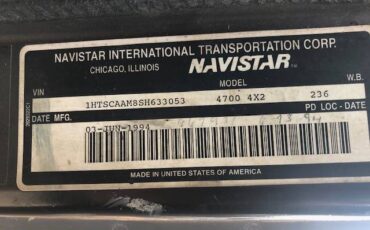 NAVISTAR INTERNATIONAL TRANSPORTATION CORP.
CHICAGO, ILLINOIS NAVISTAR
VIN MODEL W.B.
1HTSCAAM8SH633053 4700 4X2 236
DATE MFG. PD LOC - DATE
03-JUN-1994
MADE IN UNITED STATES OF AMERICA